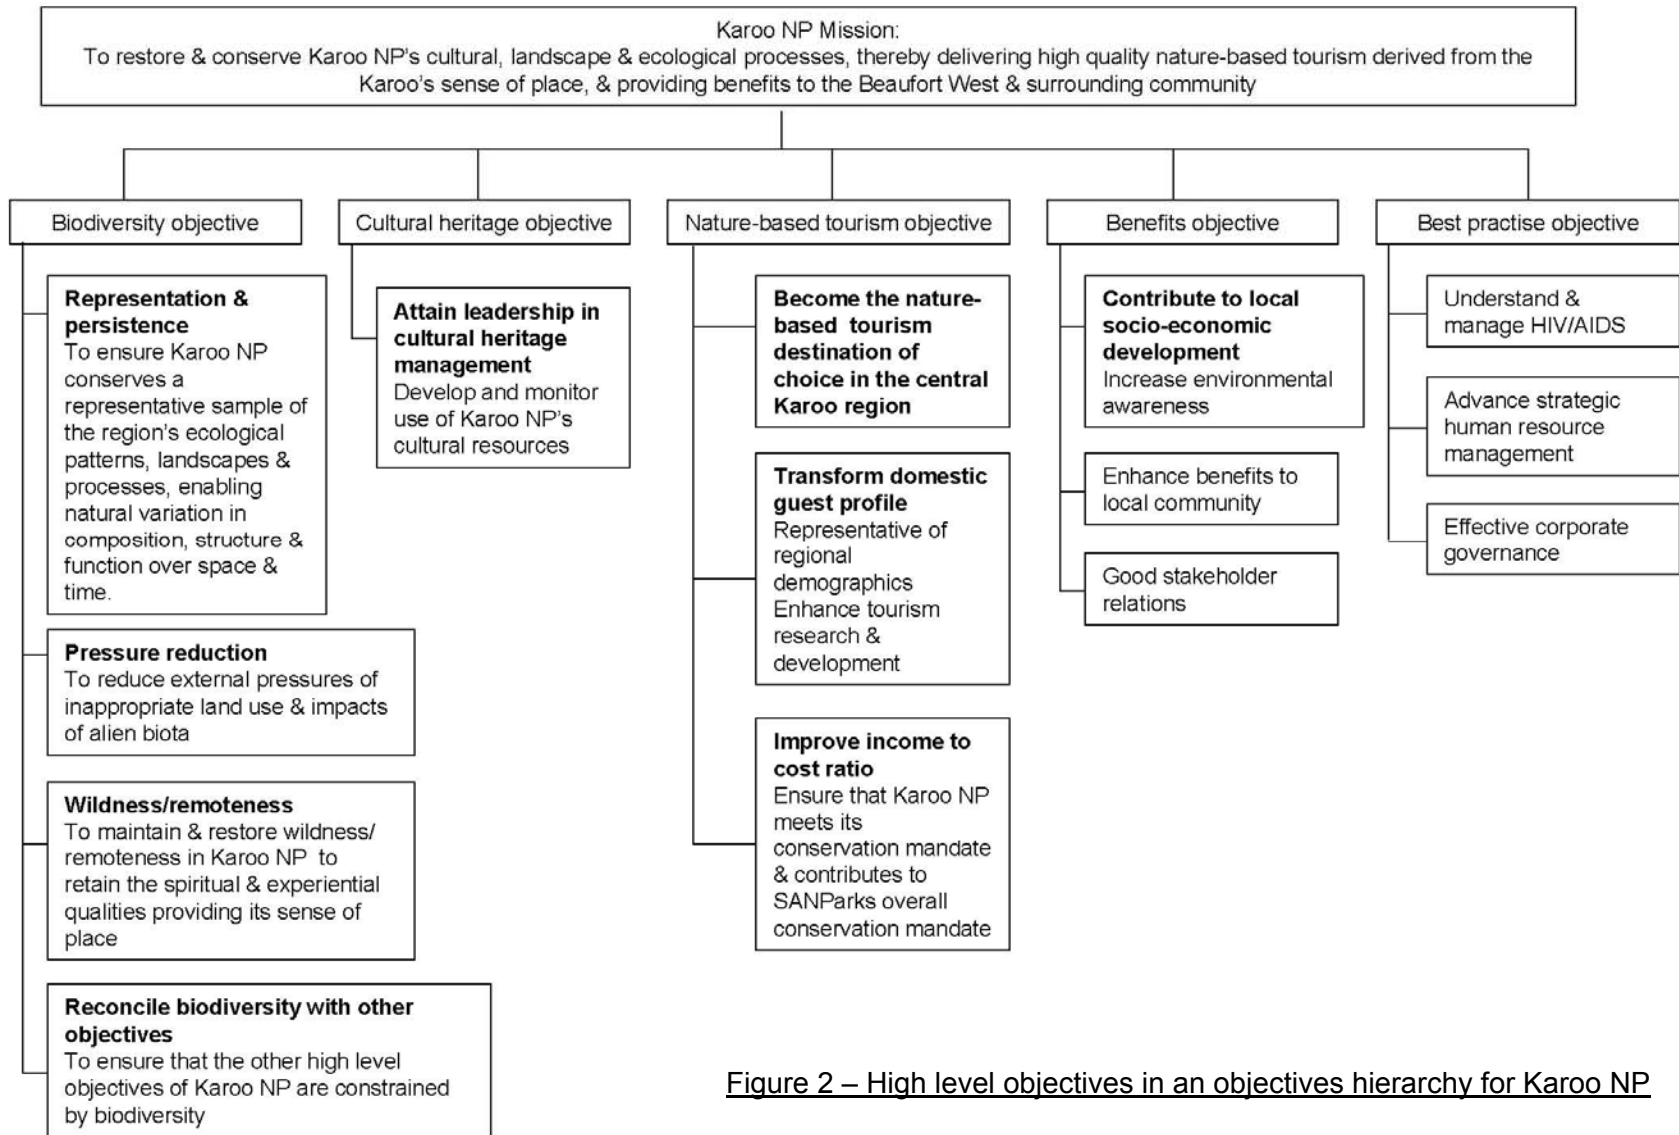 Karoo NP Mission:
To restore & conserve Karoo NP's cultural, landscape & ecological processes, thereby delivering high quality nature-based tourism derived from the
Karoo's sense of place, & providing benefits to the Beaufort West & surrounding community
Biodiversity objective
Representation &
persistence
To ensure Karoo NP
conserves a
representative sample of
the region's ecological
patterns, landscapes &
processes, enabling
natural variation in
composition, structure &
function over space &
time.
Pressure reduction
To reduce external pressures of
inappropriate land use & impacts
of alien biota
Wildness/remoteness
To maintain & restore wildness/
remoteness in Karoo NP to
retain the spiritual & experiential
qualities providing its sense of
place
Reconcile biodiversity with other
objectives
To ensure that the other high level
objectives of Karoo NP are constrained
by biodiversity
Cultural heritage objective
Attain leadership in
cultural heritage
management
Develop and monitor
use of Karoo NP's
cultural resources
Nature-based tourism objective
Become the nature-
based tourism
destination of
choice in the central
Karoo region
Transform domestic
guest profile
Representative of
regional
demographics
Enhance tourism
research &
development
Improve income to
cost ratio
Ensure that Karoo NP
meets its
conservation mandate
& contributes to
SANParks overall
conservation mandate
Benefits objective
Contribute to local
socio-economic
development
Increase environmental
awareness
Enhance benefits to
local community
Good stakeholder
relations
Best practise objective
Understand &
manage HIV/AIDS
Advance strategic
human resource
management
Effective corporate
governance
Figure 2 – High level objectives in an objectives hierarchy for Karoo NP